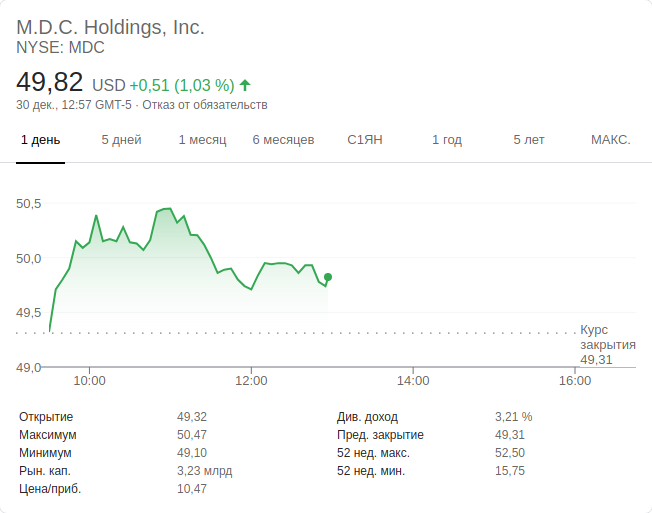 M.D.C. Holdings, Inc.
NYSE: MDC
49,82 USD +0,51 (1,03 %)
30 дек., 12:57 GMT-5 · Отказ от обязательств
1 день 5 дней 1 месяц 6 месяцев С1ЯН 1 год 5 лет МАКС.
50,5
50,0
49,5
Курс
закрытия
49,31
49,0
10:00 12:00 14:00 16:00
Открытие 49,32 Див. доход 3,21 %
Максимум 50,47 Пред. закрытие 49,31
Минимум 49,10 52 нед. макс. 52,50
Рын. кап. 3,23 млрд 52 нед. мин. 15,75
Цена/приб. 10,47